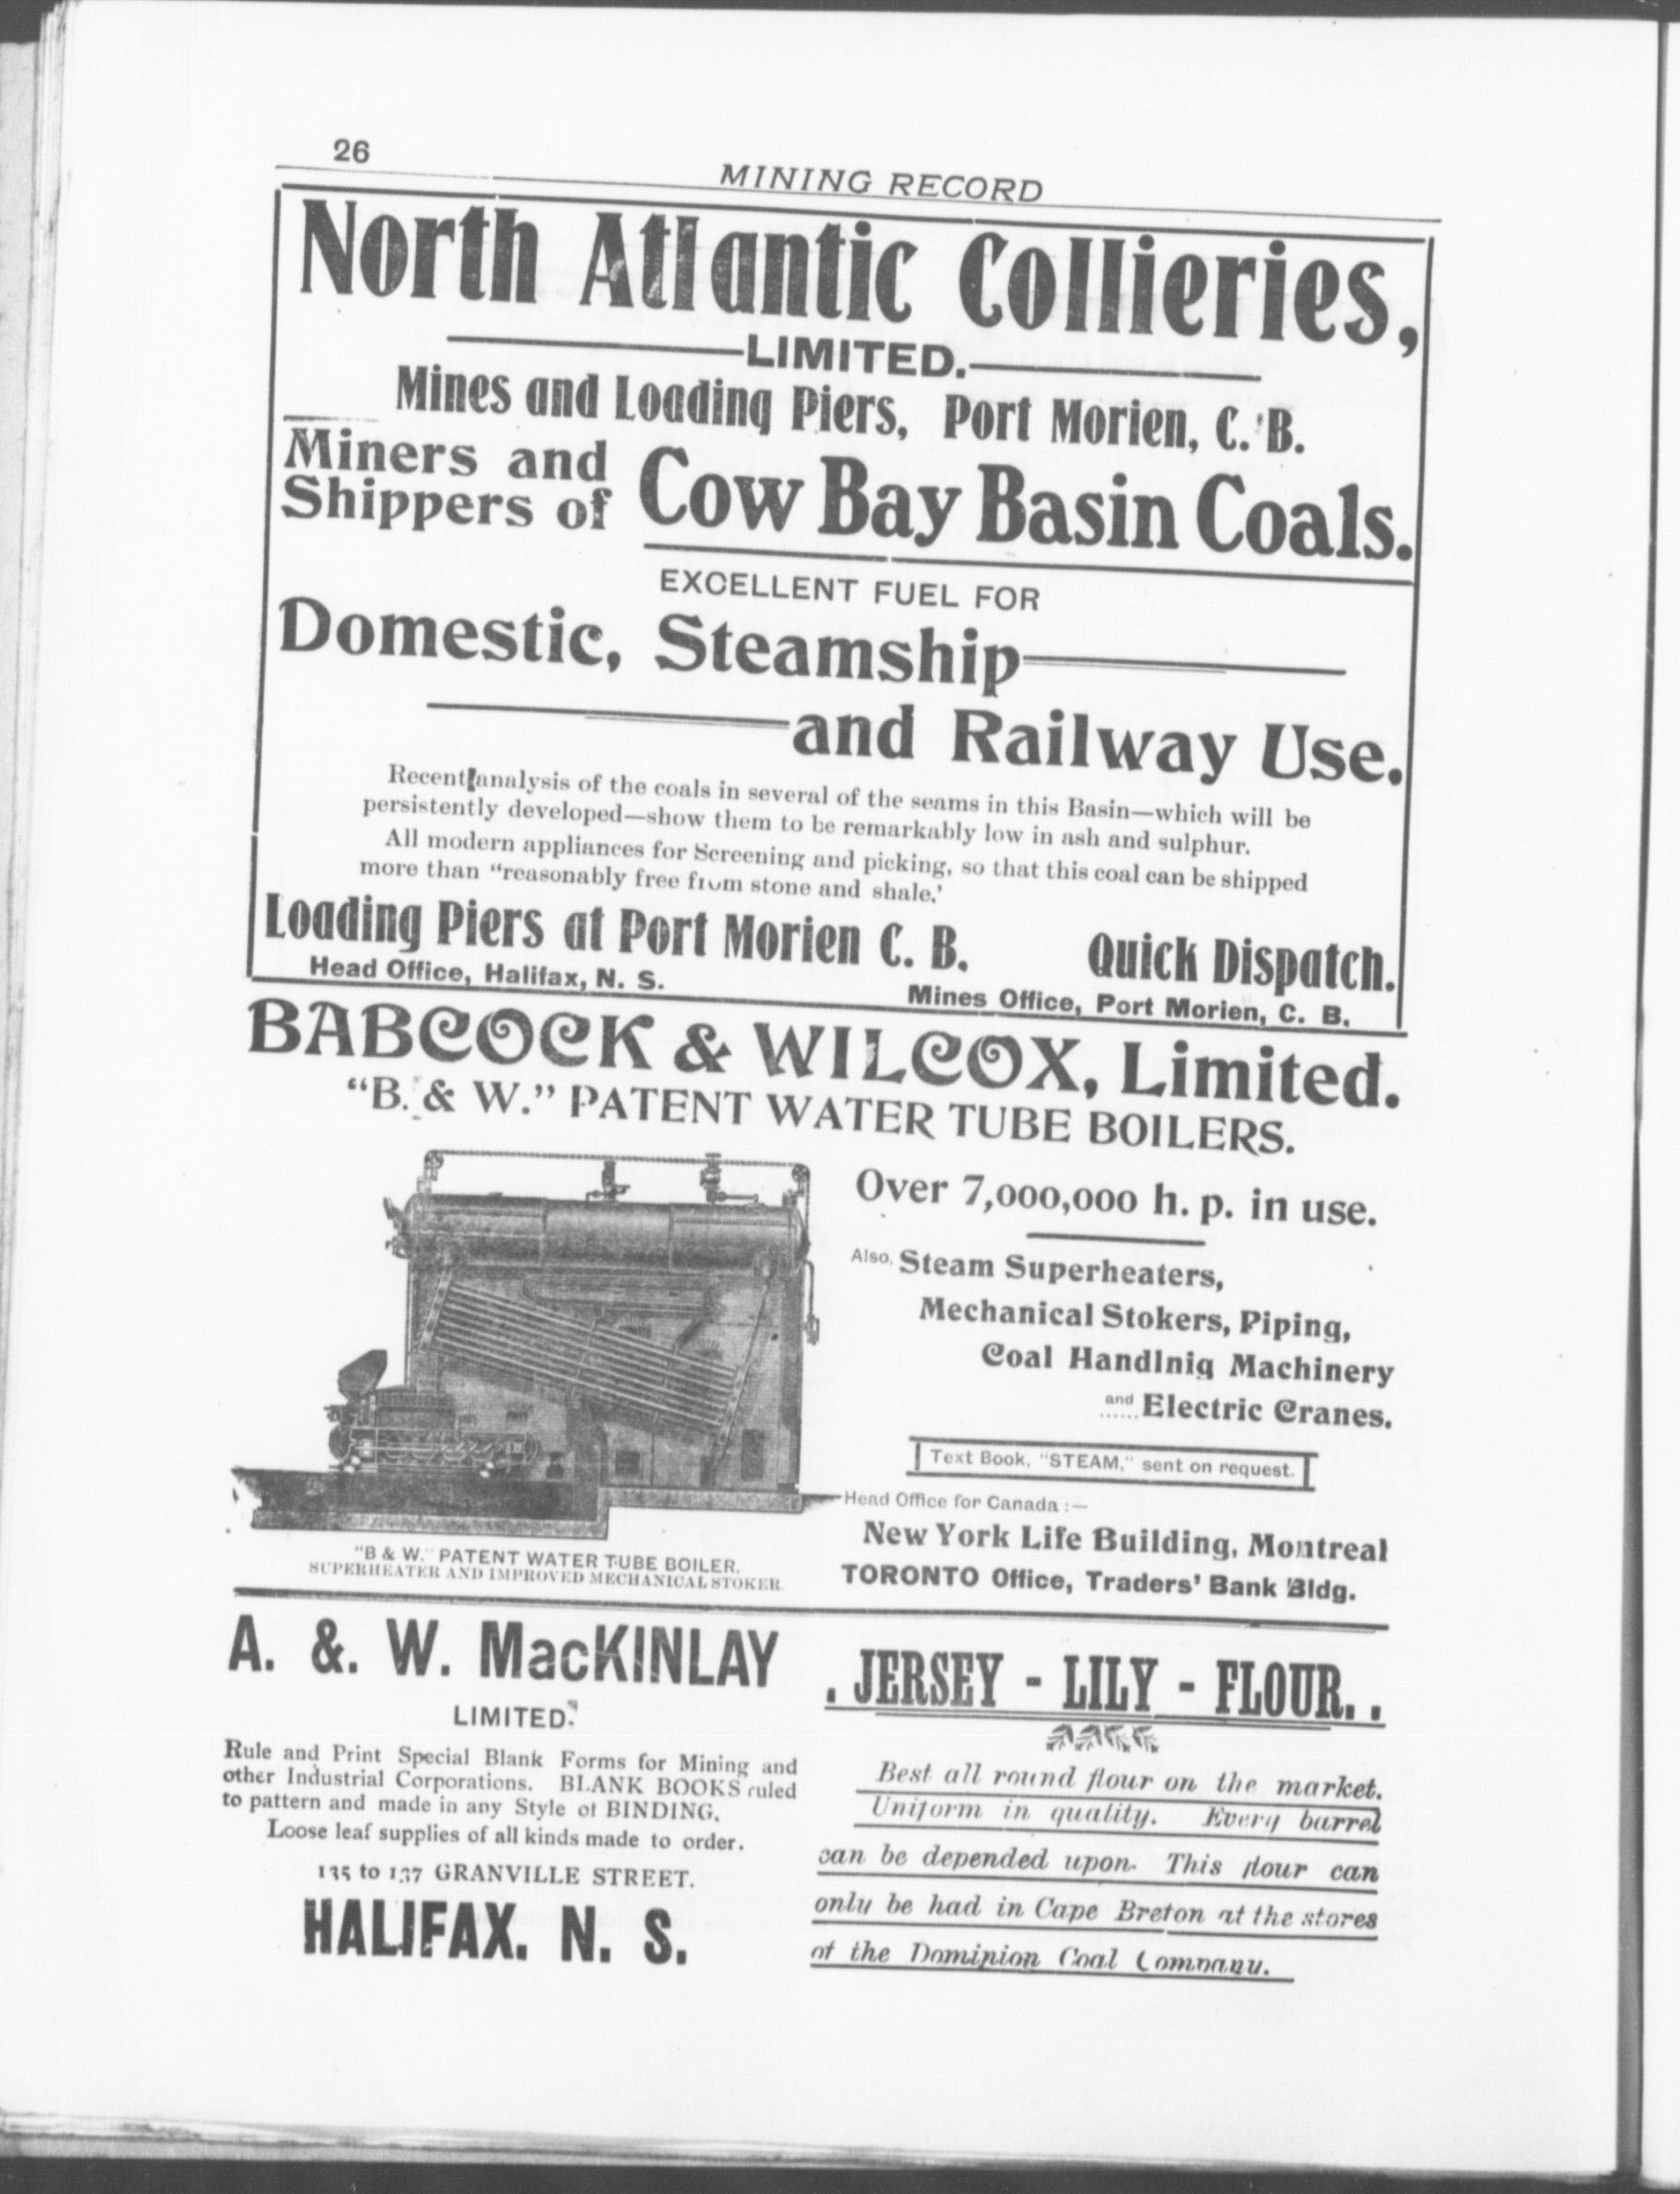 26
MINING RECORD
North Atlantic Collieries,
LIMITED.
Mines and Loading Piers, Port Morien, C. B.
Miners and
Shippers of
Cow Bay Basin Coals.
EXCELLENT FUEL FOR
Domestic, Steamship
and Railway Use.
Recent analysis of the coals in several of the seams in this Basin—which will be
persistently developed—show them to be remarkably low in ash and sulphur.
All modern appliances for Screening and picking, so that this coal can be shipped
more than "reasonably free from stone and shale.'
Loading Piers at Port Morien C. B. Quick Dispatch.
Head Office, Halifax, N. S. Mines Office, Port Morien, C. B.
BABCOCK & WILCOX, Limited.
"B. & W." PATENT WATER TUBE BOILERS.
Over 7,000,000 h. p. in use.
Also, Steam Superheaters,
Mechanical Stokers, Piping,
Coal Handlnig Machinery
and Electric Cranes.
Text Book, "STEAM," sent on request.
Head Office for Canada :—
New York Life Building, Montreal
TORONTO Office, Traders' Bank Bldg.
"B & W." PATENT WATER TUBE BOILER.
SUPERHEATER AND IMPROVED MECHANICAL STOKER.
A. &. W. MacKINLAY
LIMITED.
Rule and Print Special Blank Forms for Mining and
other Industrial Corporations. BLANK BOOKS ruled
to pattern and made in any Style of BINDING.
Loose leaf supplies of all kinds made to order.
135 to 137 GRANVILLE STREET.
HALIFAX. N. S.
. JERSEY - LILY - FLOUR. .
Best all round flour on the market.
Uniform in quality. Every barrel
can be depended upon. This flour can
only be had in Cape Breton at the stores
of the Dominion Coal Company.